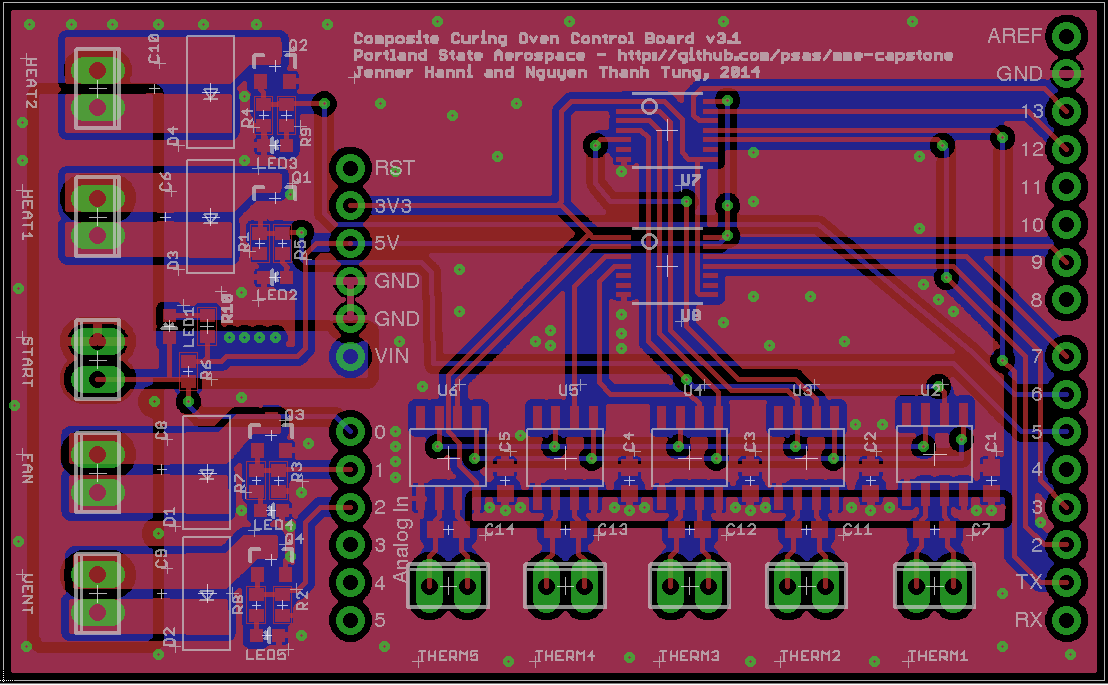 Composite Curing Oven Control Board v3.1
Portland State Aerospace - http://github.com/psas/mme-capstone
Jenner Hanni and Nguyen Thanh Tung, 2014
HEAT2
C10
D4
Q2
R4
R9
LED3
HEAT1
C6
D3
Q1
R1
R5
LED2
START
LED1
R10
R6
FAN
C8
D1
Q3
R7
R3
LED4
VENT
C9
D2
Q4
R8
R2
LED5
RST
3V3
5V
GND
GND
VIN
0
1
2
3
4
5
Analog In
U7
U8
U6
U5
U4
U3
U2
C5
C4
C3
C2
C1
C14
C13
C12
C11
C7
THERM5
THERM4
THERM3
THERM2
THERM1
AREF
GND
13
12
11
10
9
8
7
6
5
4
3
2
TX
RX